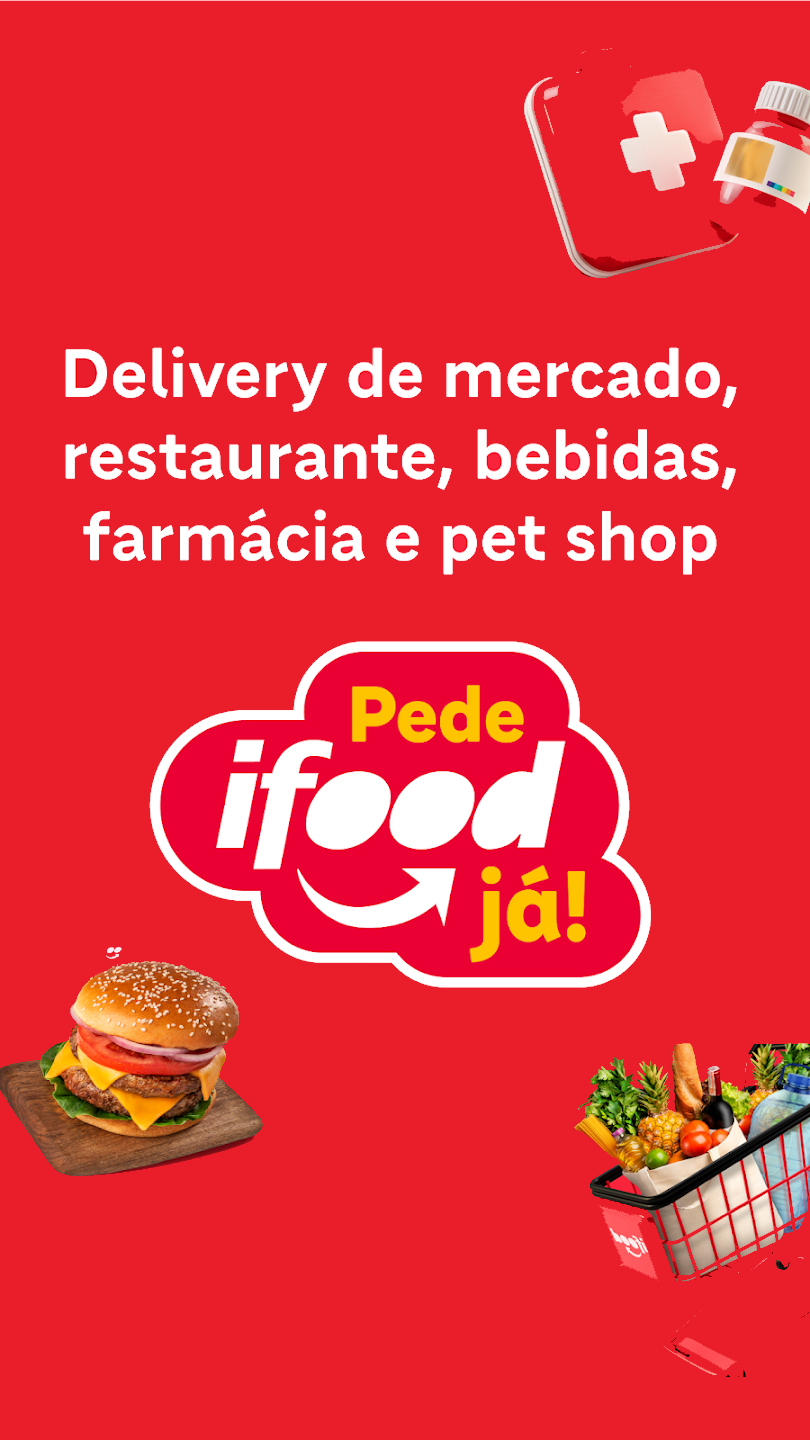 Delivery de mercado,
restaurante, bebidas,
farmácia e pet shop
Pede
ifood
já!